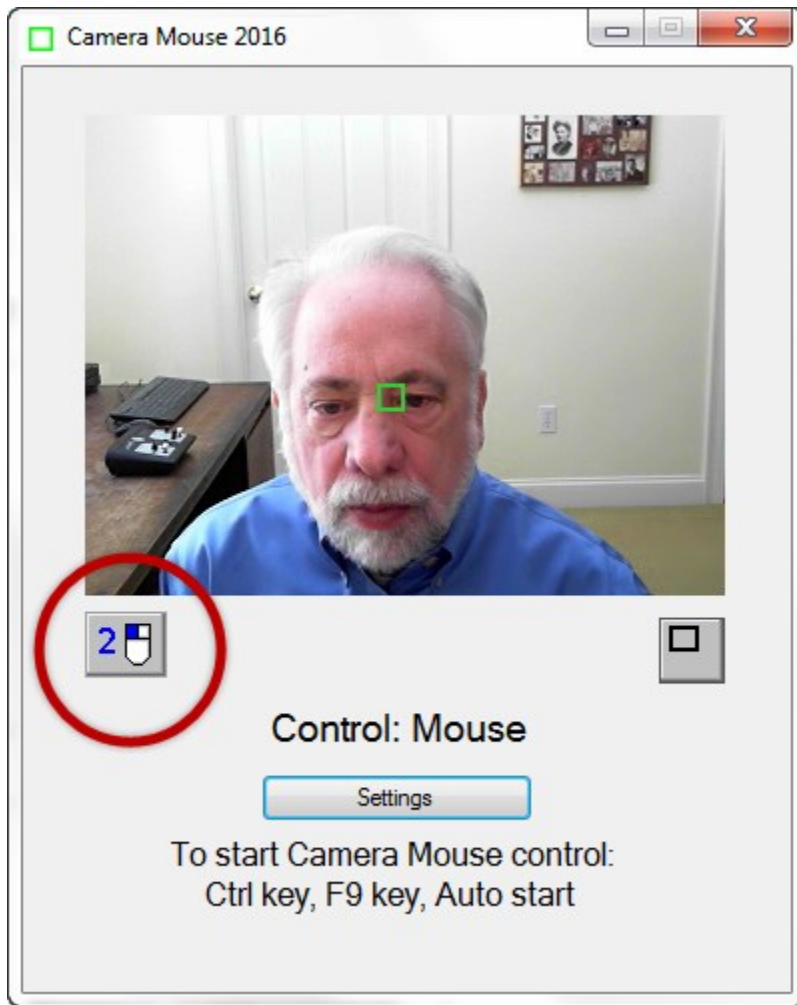 Camera Mouse 2016
2
Control: Mouse
Settings
To start Camera Mouse control:
Ctrl key, F9 key, Auto start